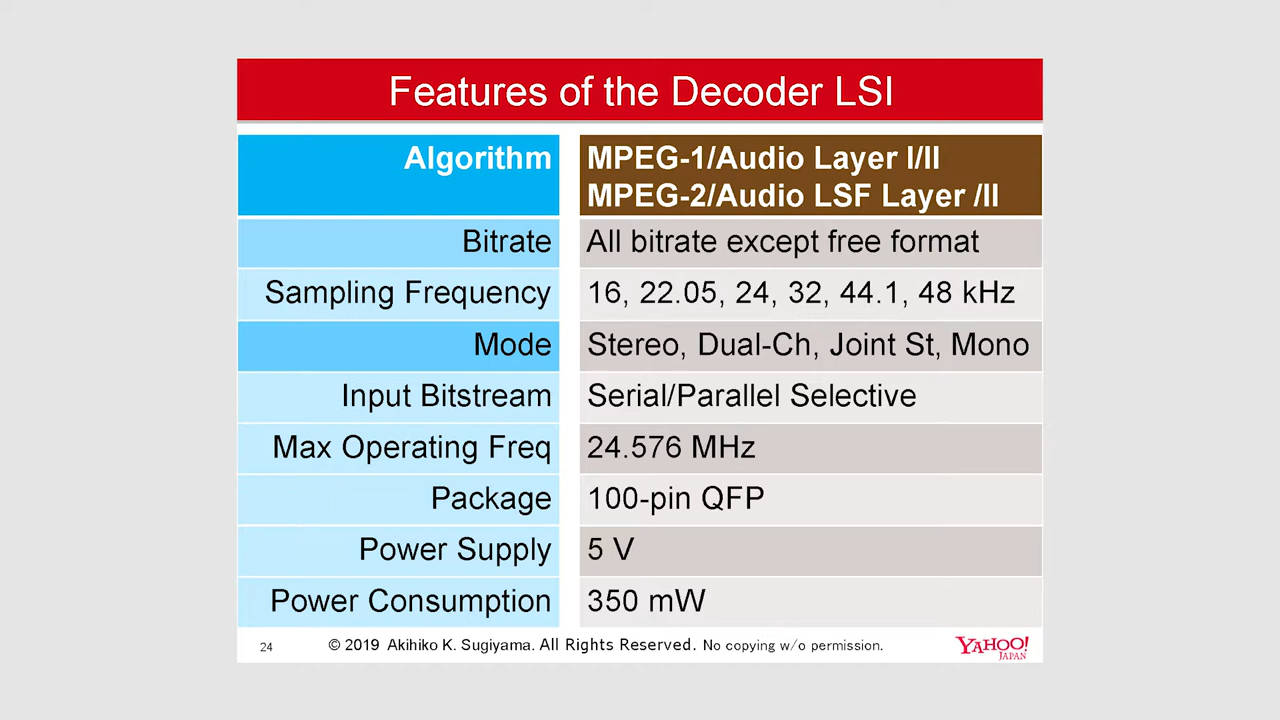 Features of the Decoder LSI
Algorithm
MPEG-1/Audio Layer I/II
MPEG-2/Audio LSF Layer /II
Bitrate
All bitrate except free format
Sampling Frequency
16, 22.05, 24, 32, 44.1, 48 kHz
Mode
Stereo, Dual-Ch, Joint St, Mono
Input Bitstream
Serial/Parallel Selective
Max Operating Freq
24.576 MHz
Package
100-pin QFP
Power Supply
5 V
Power Consumption
350 mW
24
© 2019 Akihiko K. Sugiyama. All Rights Reserved. No copying w/o permission.
YAHOO!
JAPAN